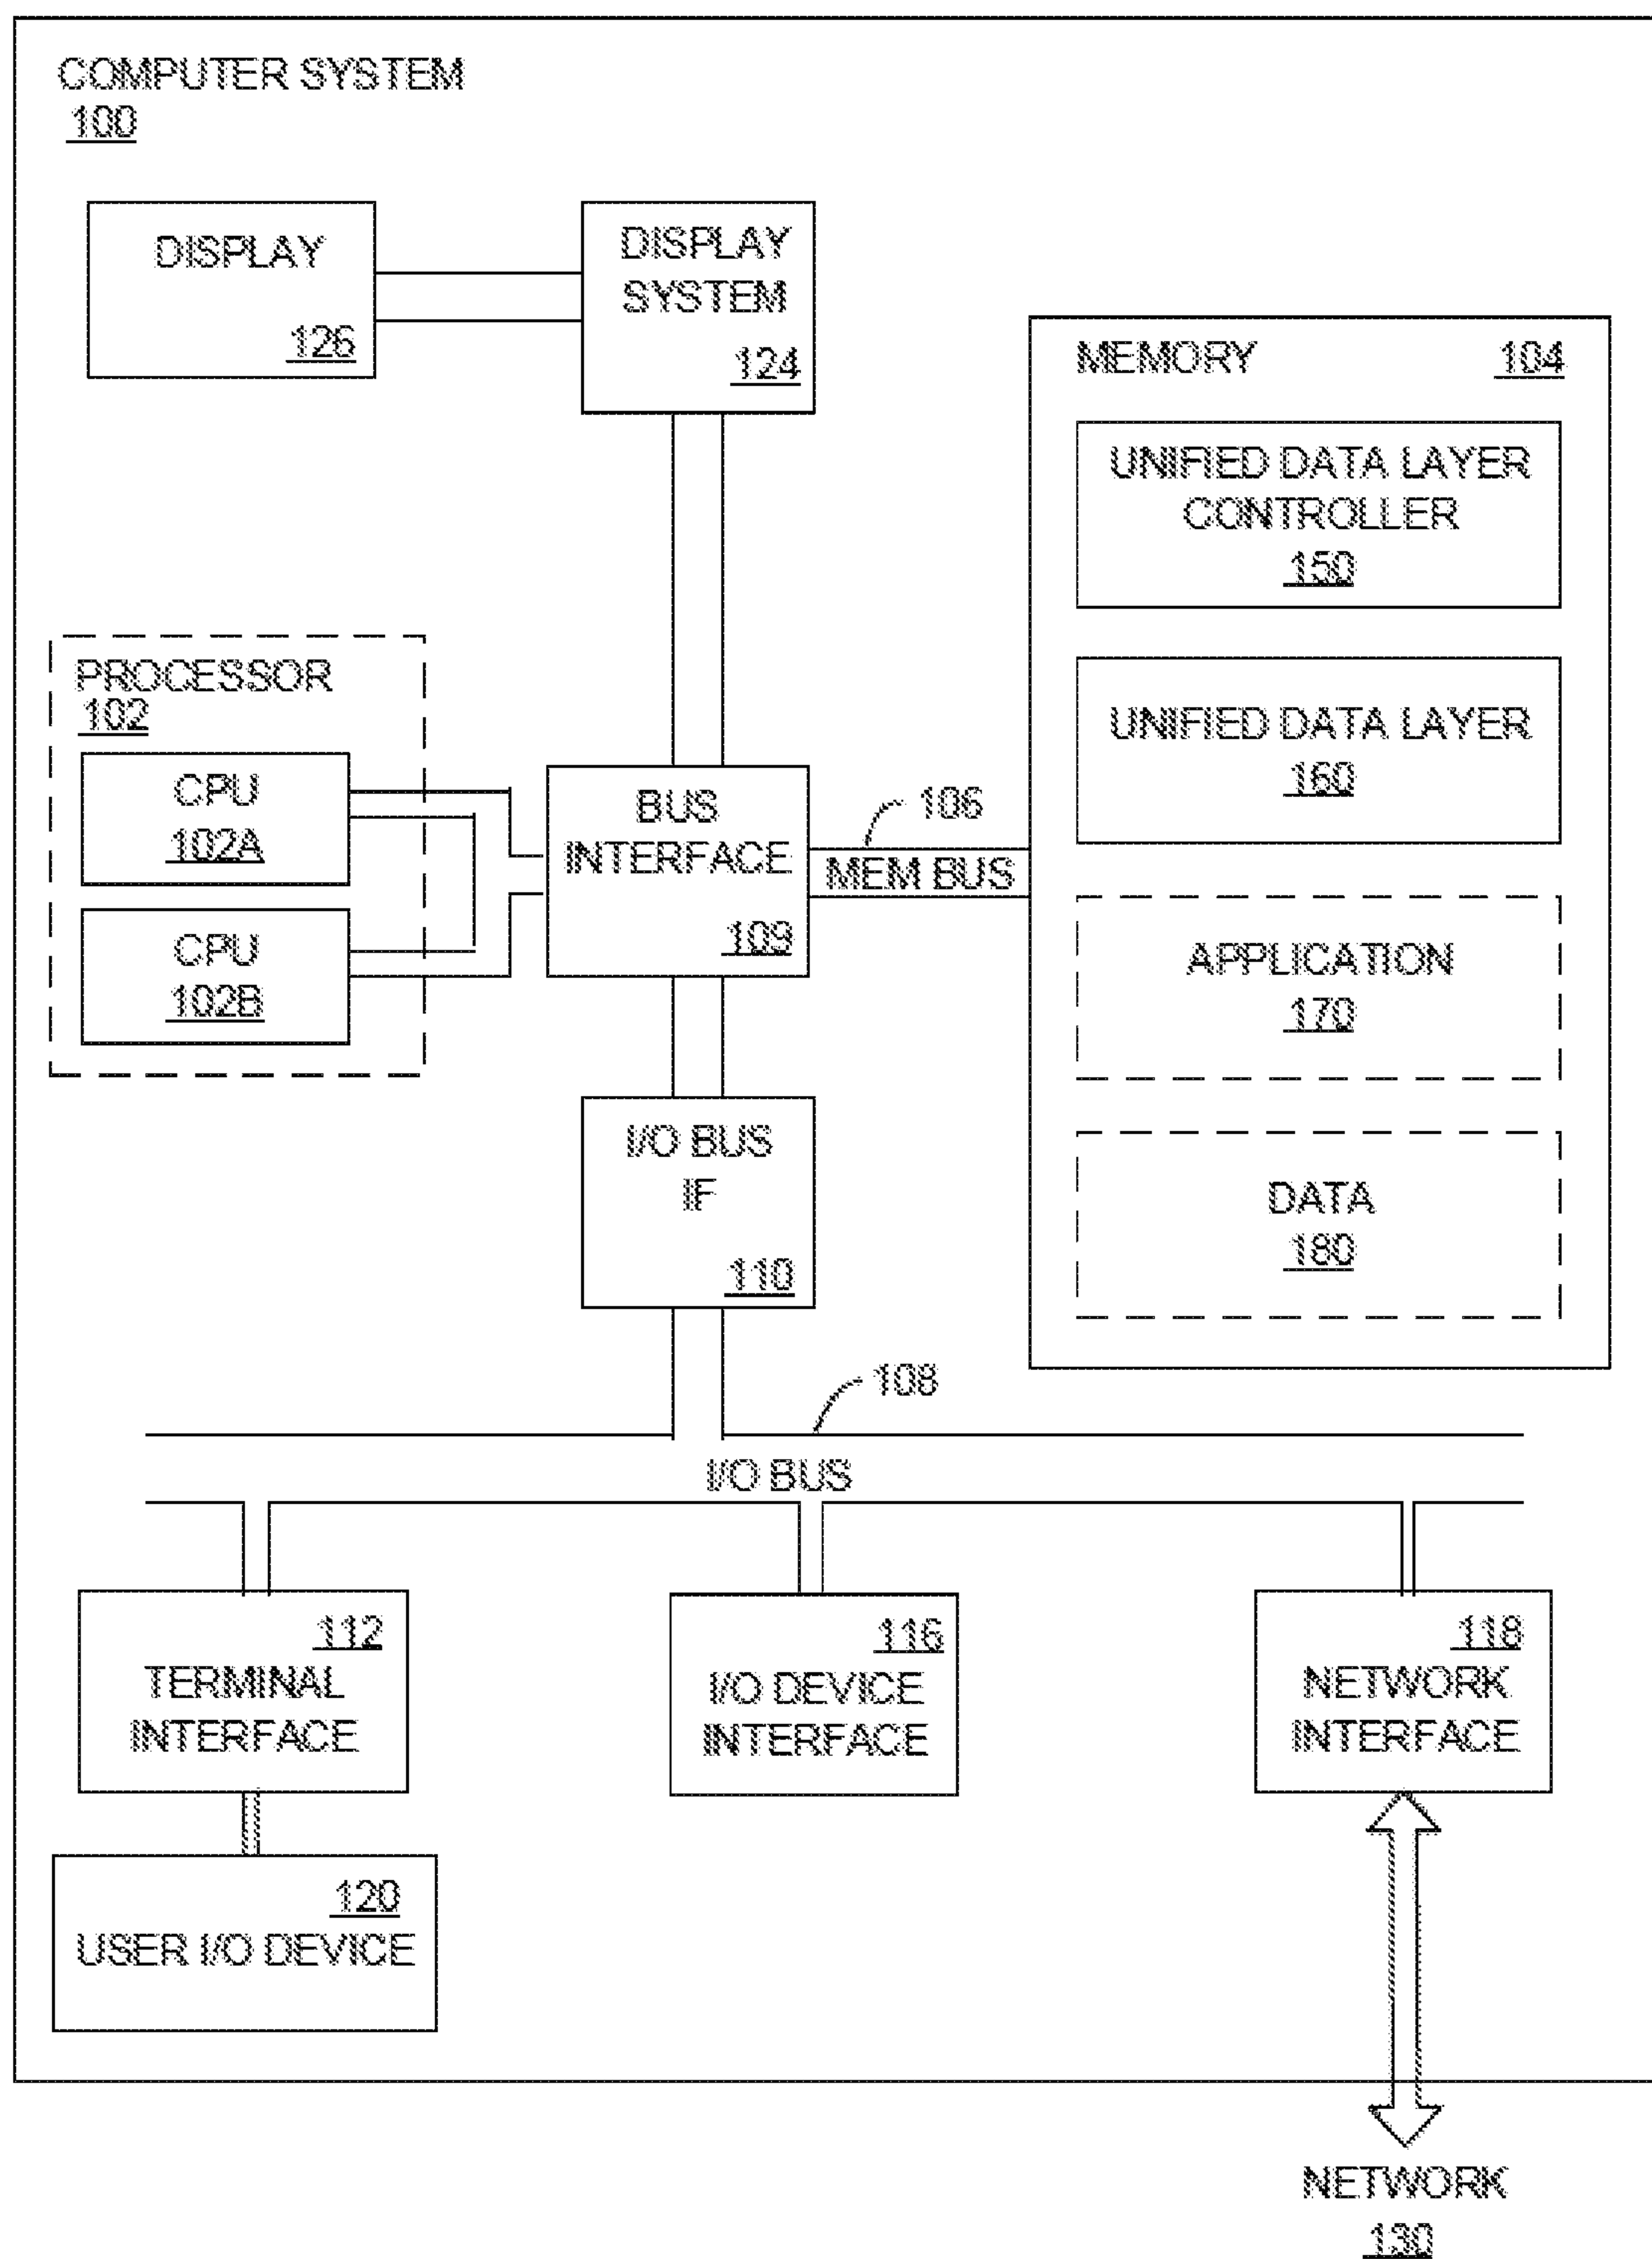 COMPUTER SYSTEM
100
DISPLAY
126
DISPLAY
SYSTEM
124
MEMORY 104
UNIFIED DATA LAYER
CONTROLLER
150
UNIFIED DATA LAYER
160
APPLICATION
170
DATA
180
PROCESSOR
102
CPU
102A
CPU
102B
BUS
INTERFACE
109
106
MEM BUS
I/O BUS
IF
110
108
I/O BUS
112
TERMINAL
INTERFACE
116
I/O DEVICE
INTERFACE
118
NETWORK
INTERFACE
120
USER I/O DEVICE
NETWORK
130